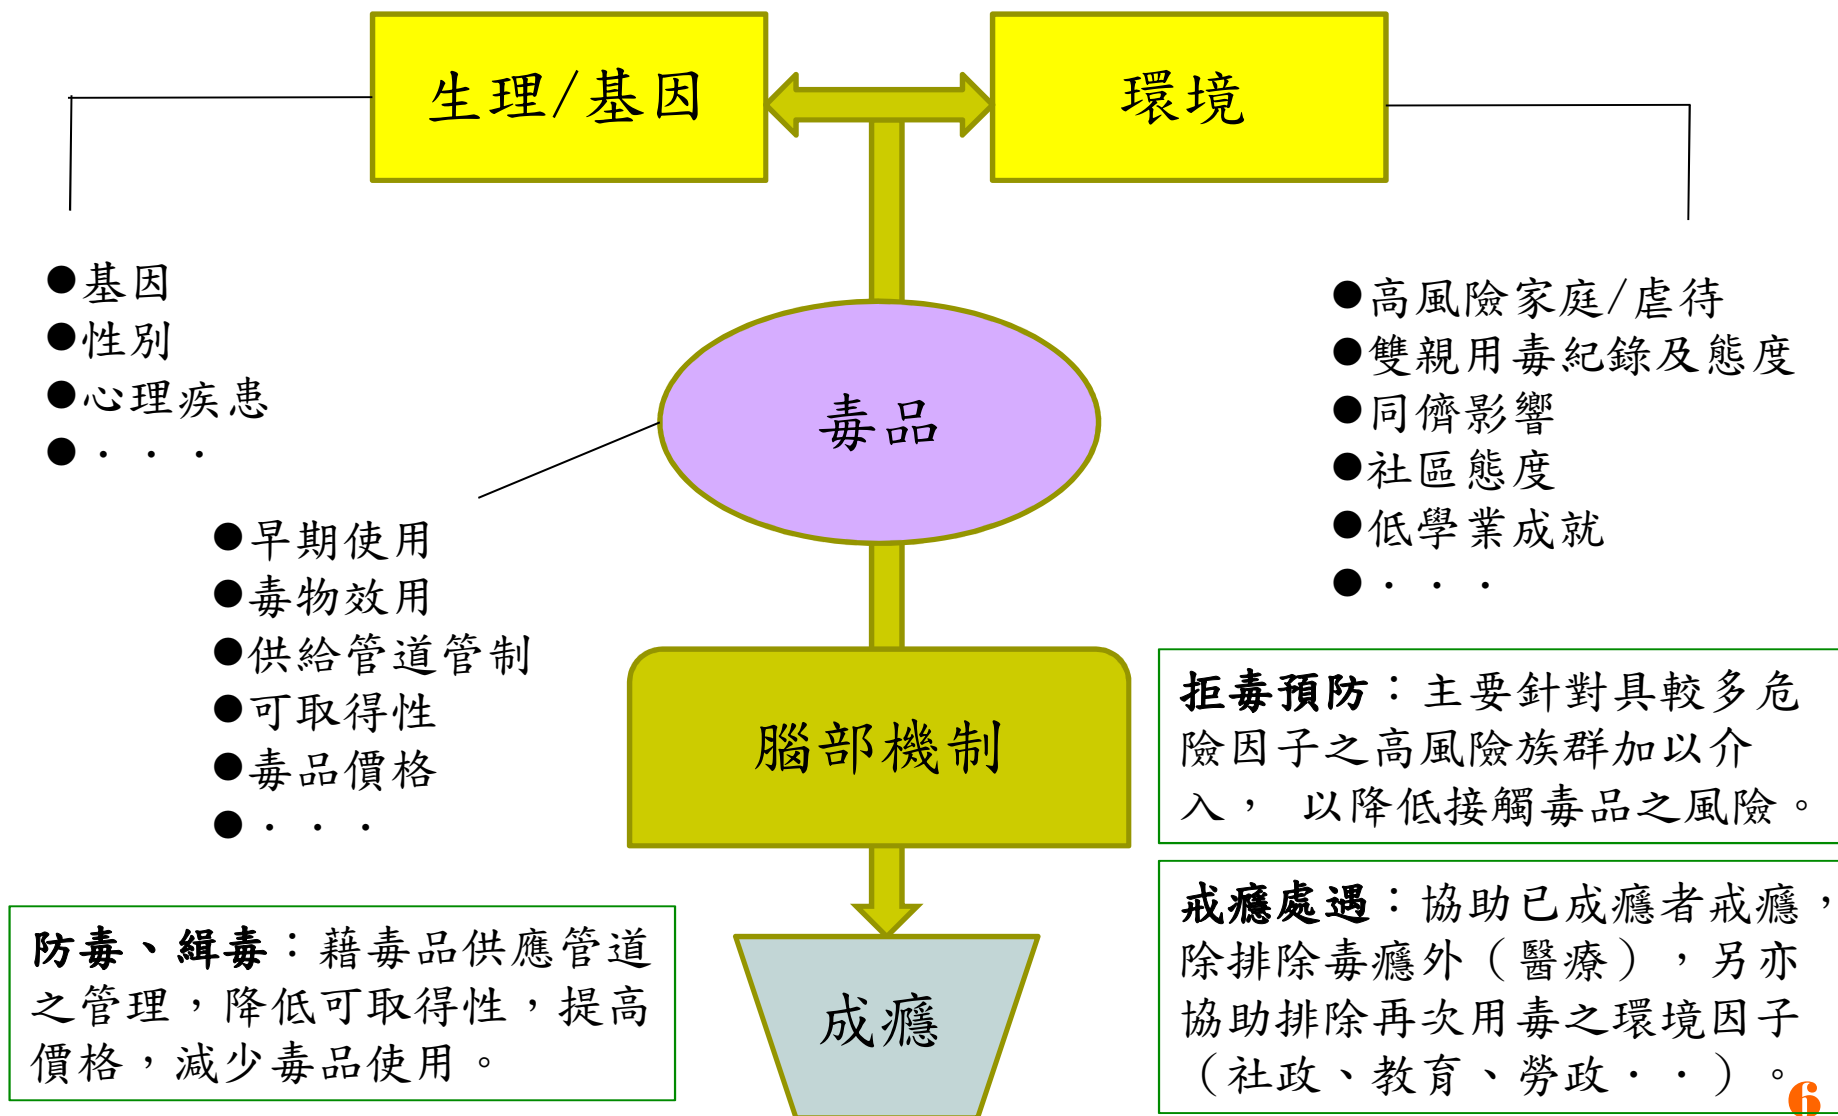 生理/基因
環境
●基因
●性別
●心理疾患
●・・・
●高風險家庭/虐待
●雙親用毒紀錄及態度
●同儕影響
●社區態度
●低學業成就
●・・・
毒品
●早期使用
●毒物效用
●供給管道管制
●可取得性
●毒品價格
●・・・
腦部機制
拒毒預防：主要針對具較多危
險因子之高風險族群加以介
入， 以降低接觸毒品之風險。
防毒、緝毒：藉毒品供應管道
之管理，降低可取得性，提高
價格，減少毒品使用。
成癮
戒癮處遇：協助已成癮者戒癮，
除排除毒癮外（醫療），另亦
協助排除再次用毒之環境因子
（社政、教育、勞政・・）。
6